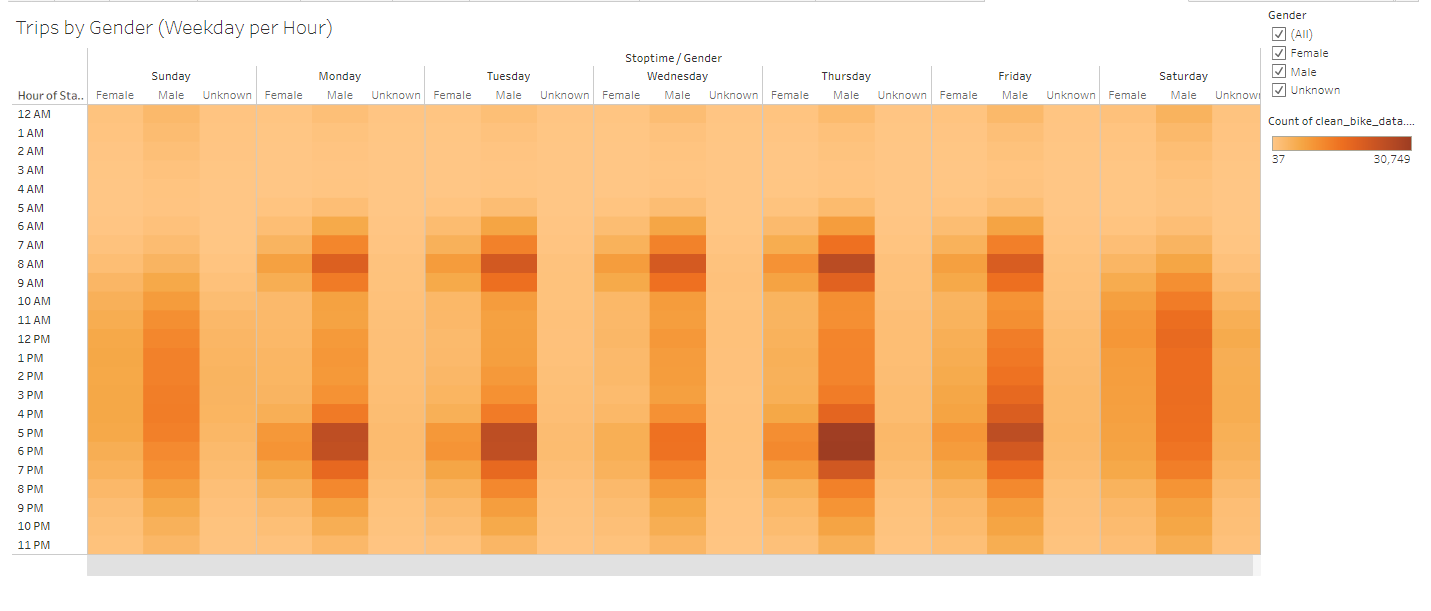 Trips by Gender (Weekday per Hour)
Stoptime / Gender
Sunday Monday Tuesday Wednesday Thursday Friday Saturday
Hour of Sta.. Female Male Unknown Female Male Unknown Female Male Unknown Female Male Unknown Female Male Unknown Female Male Unknown Female Male Unknown
12 AM
1 AM
2 AM
3 AM
4 AM
5 AM
6 AM
7 AM
8 AM
9 AM
10 AM
11 AM
12 PM
1 PM
2 PM
3 PM
4 PM
5 PM
6 PM
7 PM
8 PM
9 PM
10 PM
11 PM
Gender
(All)
Female
Male
Unknown
Count of clean_bike_data....
37 30,749